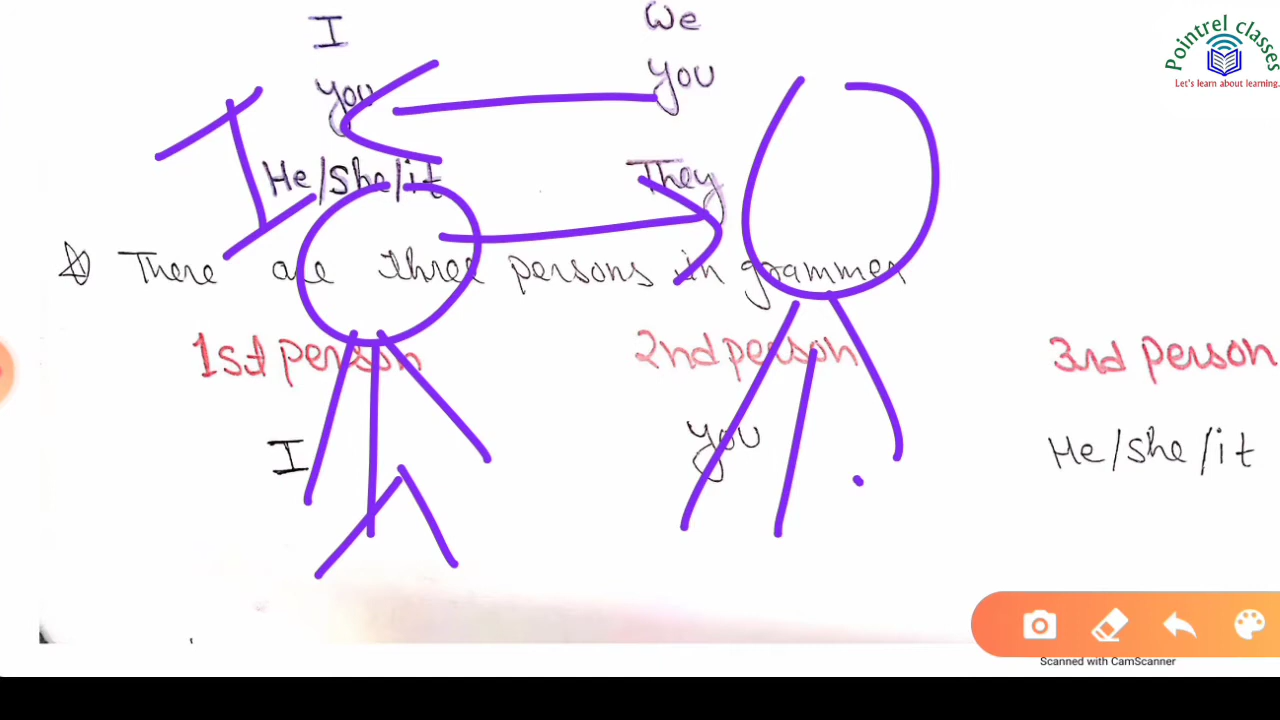 I We
you you
He/she/it They
There are three persons in grammer
1st person 2nd person 3rd person
I you He/she/it
I
Pointrel classes
Let's learn about learning.
Scanned with CamScanner